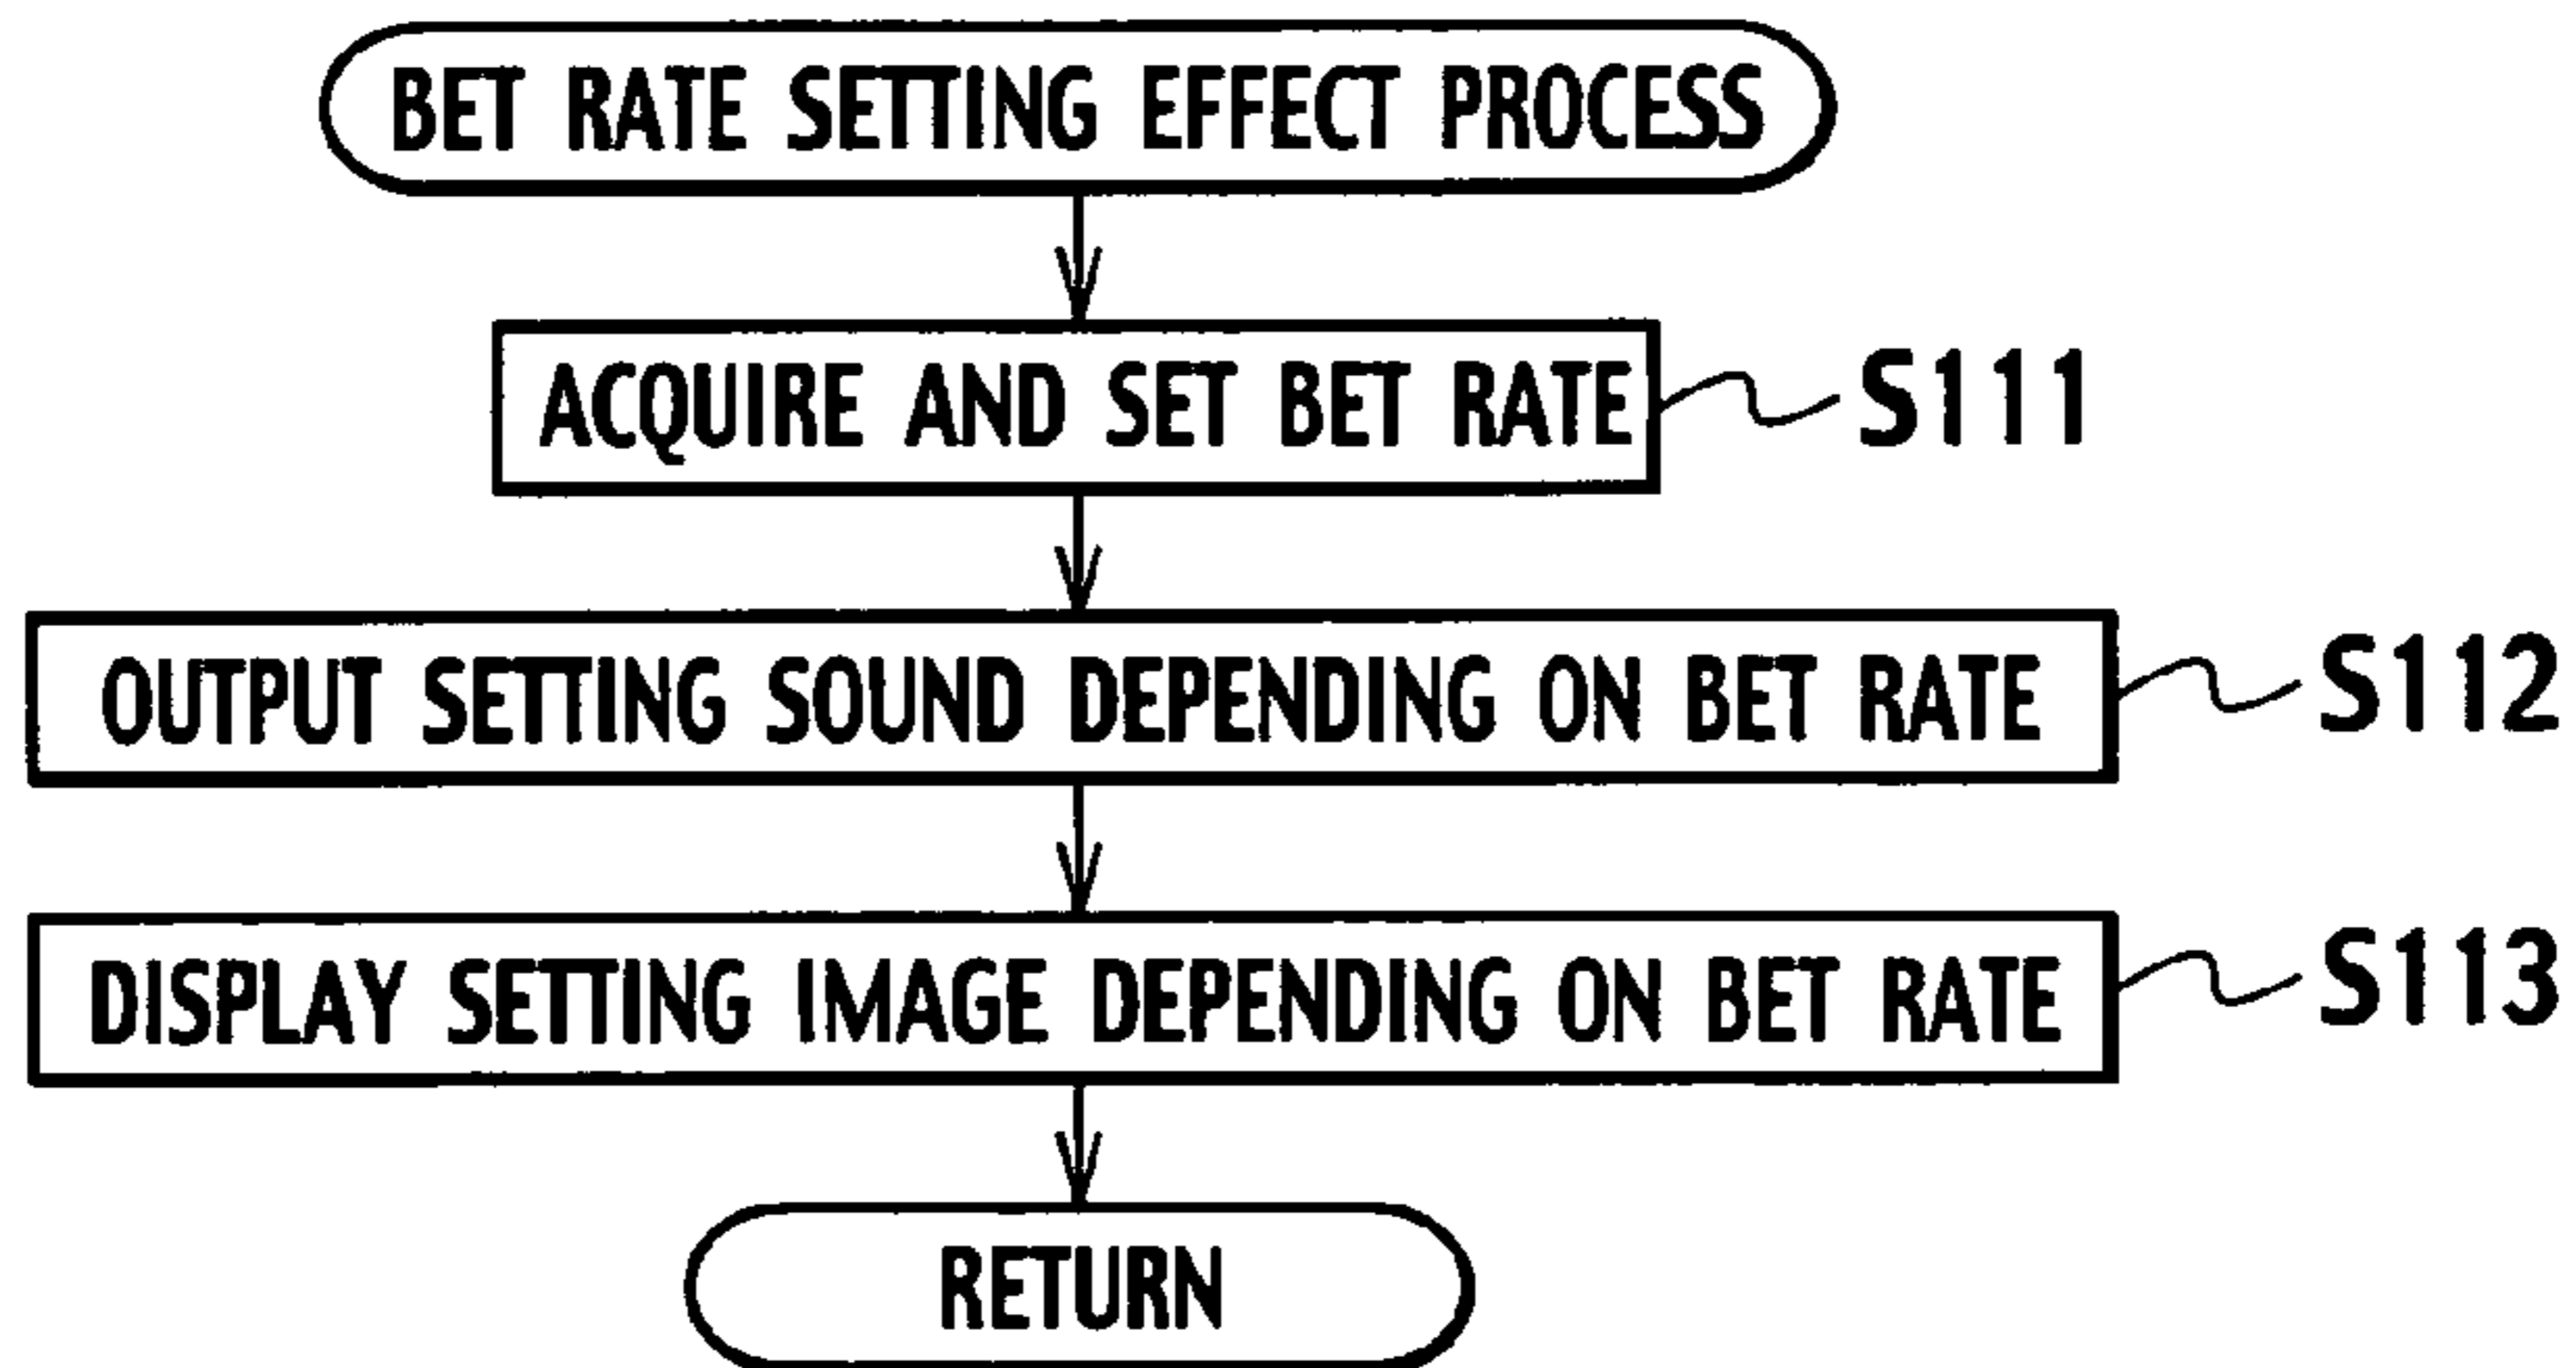 BET RATE SETTING EFFECT PROCESS
ACQUIRE AND SET BET RATE S111
OUTPUT SETTING SOUND DEPENDING ON BET RATE S112
DISPLAY SETTING IMAGE DEPENDING ON BET RATE S113
RETURN